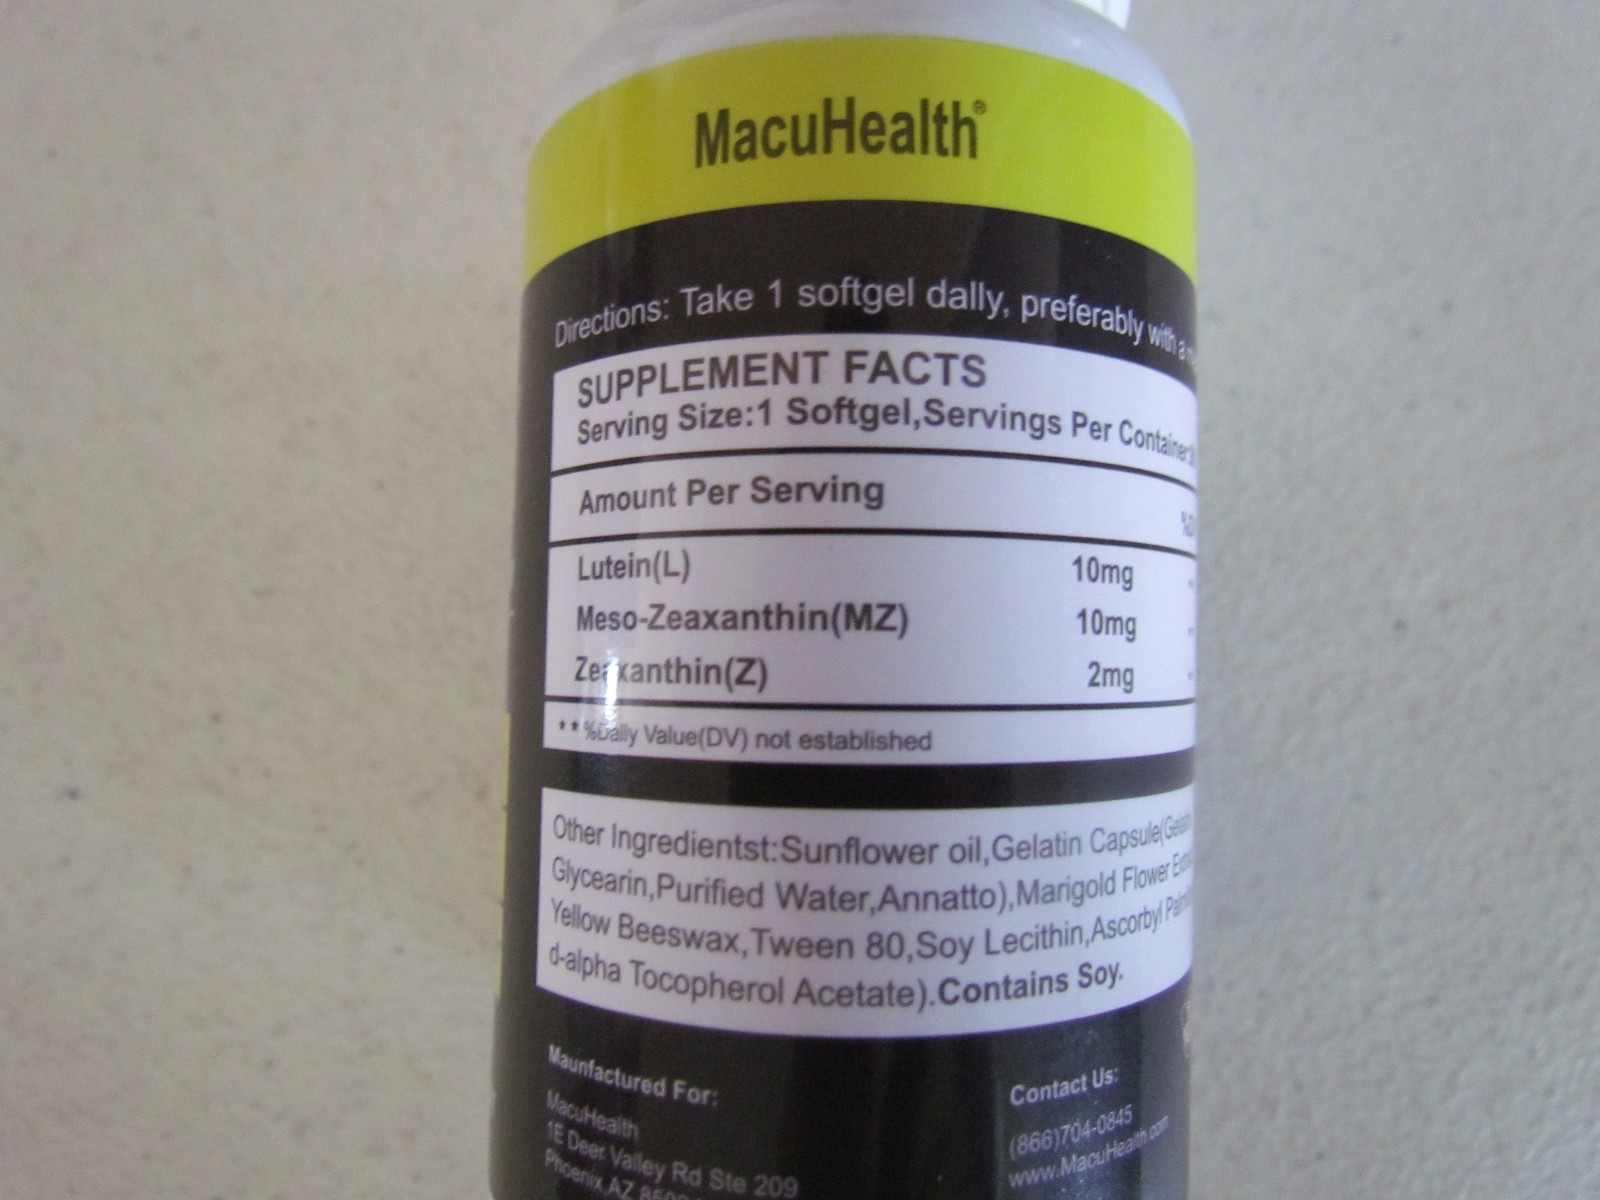 MacuHealth®
Directions: Take 1 softgel dally, preferably with a
SUPPLEMENT FACTS
Serving Size:1 Softgel,Servings Per Container:
Amount Per Serving
Lutein(L) 10mg
Meso-Zeaxanthin(MZ) 10mg
Zeaxanthin(Z) 2mg
**%Daily Value(DV) not established
Other Ingredientst:Sunflower oil,Gelatin Capsule(
Glycearin,Purified Water,Annatto),Marigold Flower
Yellow Beeswax,Tween 80,Soy Lecithin,Ascorbyl
d-alpha Tocopherol Acetate).Contains Soy.
Maunfactured For:
MacuHealth
1E Deer Valley Rd Ste 209
Phoenix,AZ
Contact Us:
(866)704-0845
www.MacuHealth.com